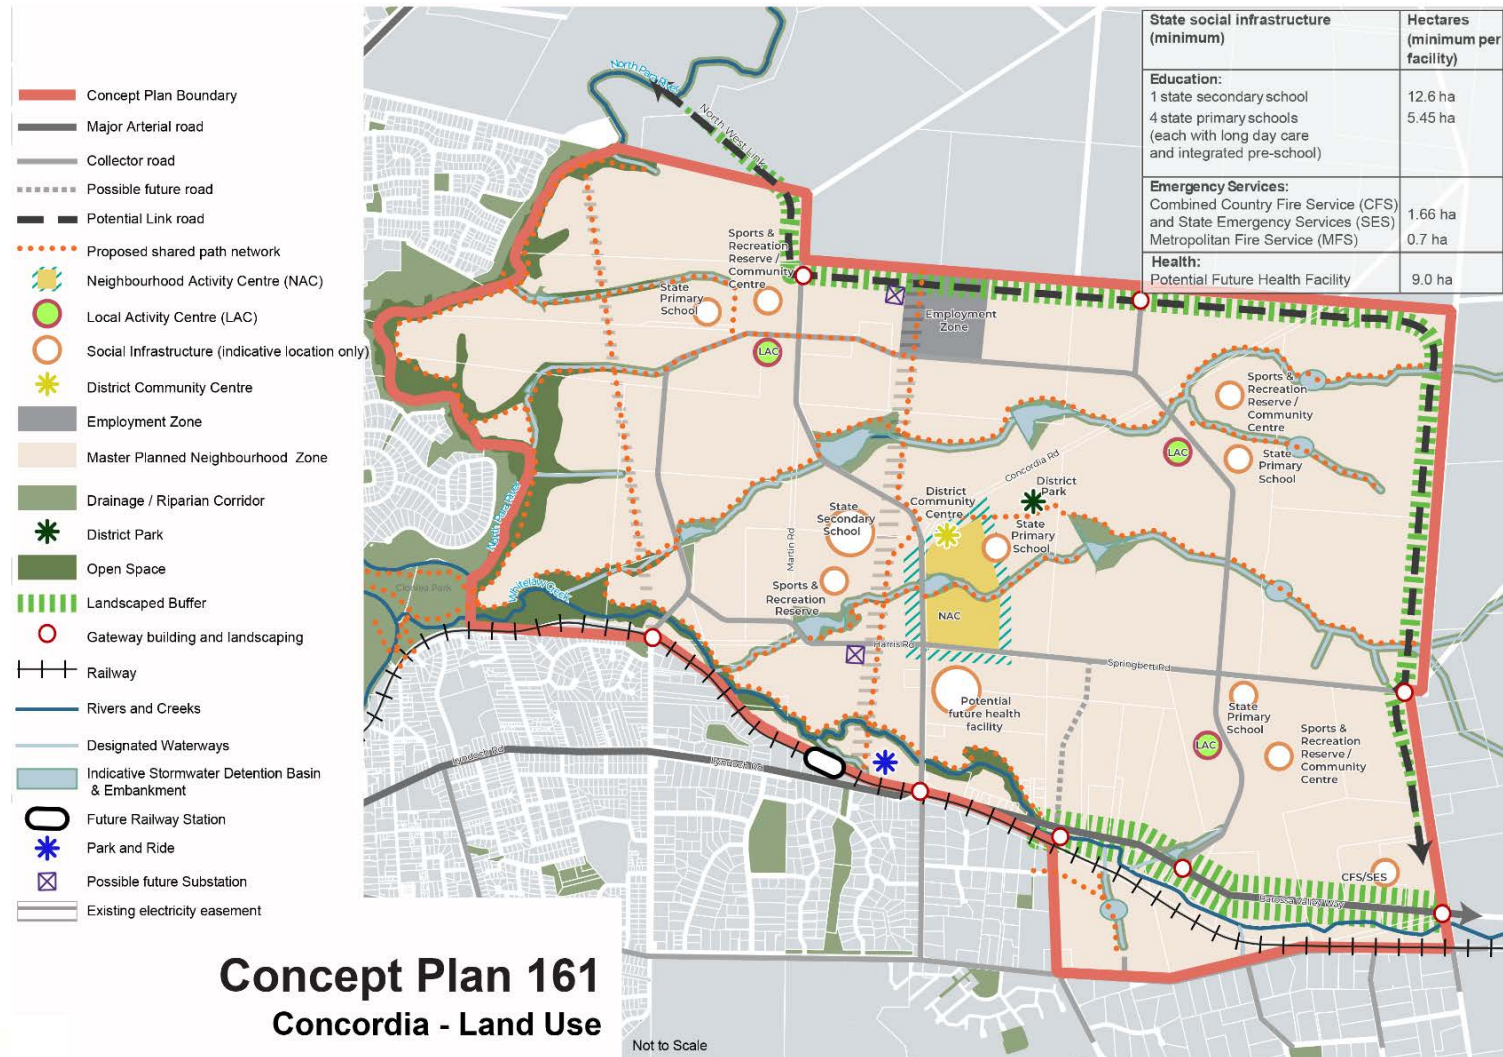 Concept Plan Boundary
Major Arterial road
Collector road
Possible future road
Potential Link road
Proposed shared path network
Neighbourhood Activity Centre (NAC)
Local Activity Centre (LAC)
Social Infrastructure (indicative location only)
District Community Centre
Employment Zone
Master Planned Neighbourhood Zone
Drainage / Riparian Corridor
District Park
Open Space
Landscaped Buffer
Gateway building and landscaping
Railway
Rivers and Creeks
Designated Waterways
Indicative Stormwater Detention Basin
& Embankment
Future Railway Station
Park and Ride
Possible future Substation
Existing electricity easement
Concept Plan 161
Concordia - Land Use
Not to Scale
State social infrastructure
(minimum)
Hectares
(minimum per
facility)
Education:
1 state secondary school
12.6 ha
4 state primary schools
5.45 ha
(each with long day care
and integrated pre-school)
Emergency Services:
Combined Country Fire Service (CFS)
and State Emergency Services (SES)
1.66 ha
Metropolitan Fire Service (MFS)
0.7 ha
Health:
Potential Future Health Facility
9.0 ha
North Para River
North West Link
Sports &
Recreation
Reserve /
Community
Centre
State
Primary
School
LAC
Employment
Zone
Sports &
Recreation
Reserve /
Community
Centre
LAC
State
Primary
School
Concordia Rd
District
Park
District
Community
Centre
State
Primary
School
State
Secondary
School
Martin Rd
Sports &
Recreation
Reserve
NAC
Harris Rd
Springbett Rd
North Para River
Whitelaw Creek
Clonlea Park
Potential
future health
facility
State
Primary
School
LAC
Sports &
Recreation
Reserve /
Community
Centre
Lyndoch Rd
Lyndoch Rd
CFS/SES
Barossa Valley Way